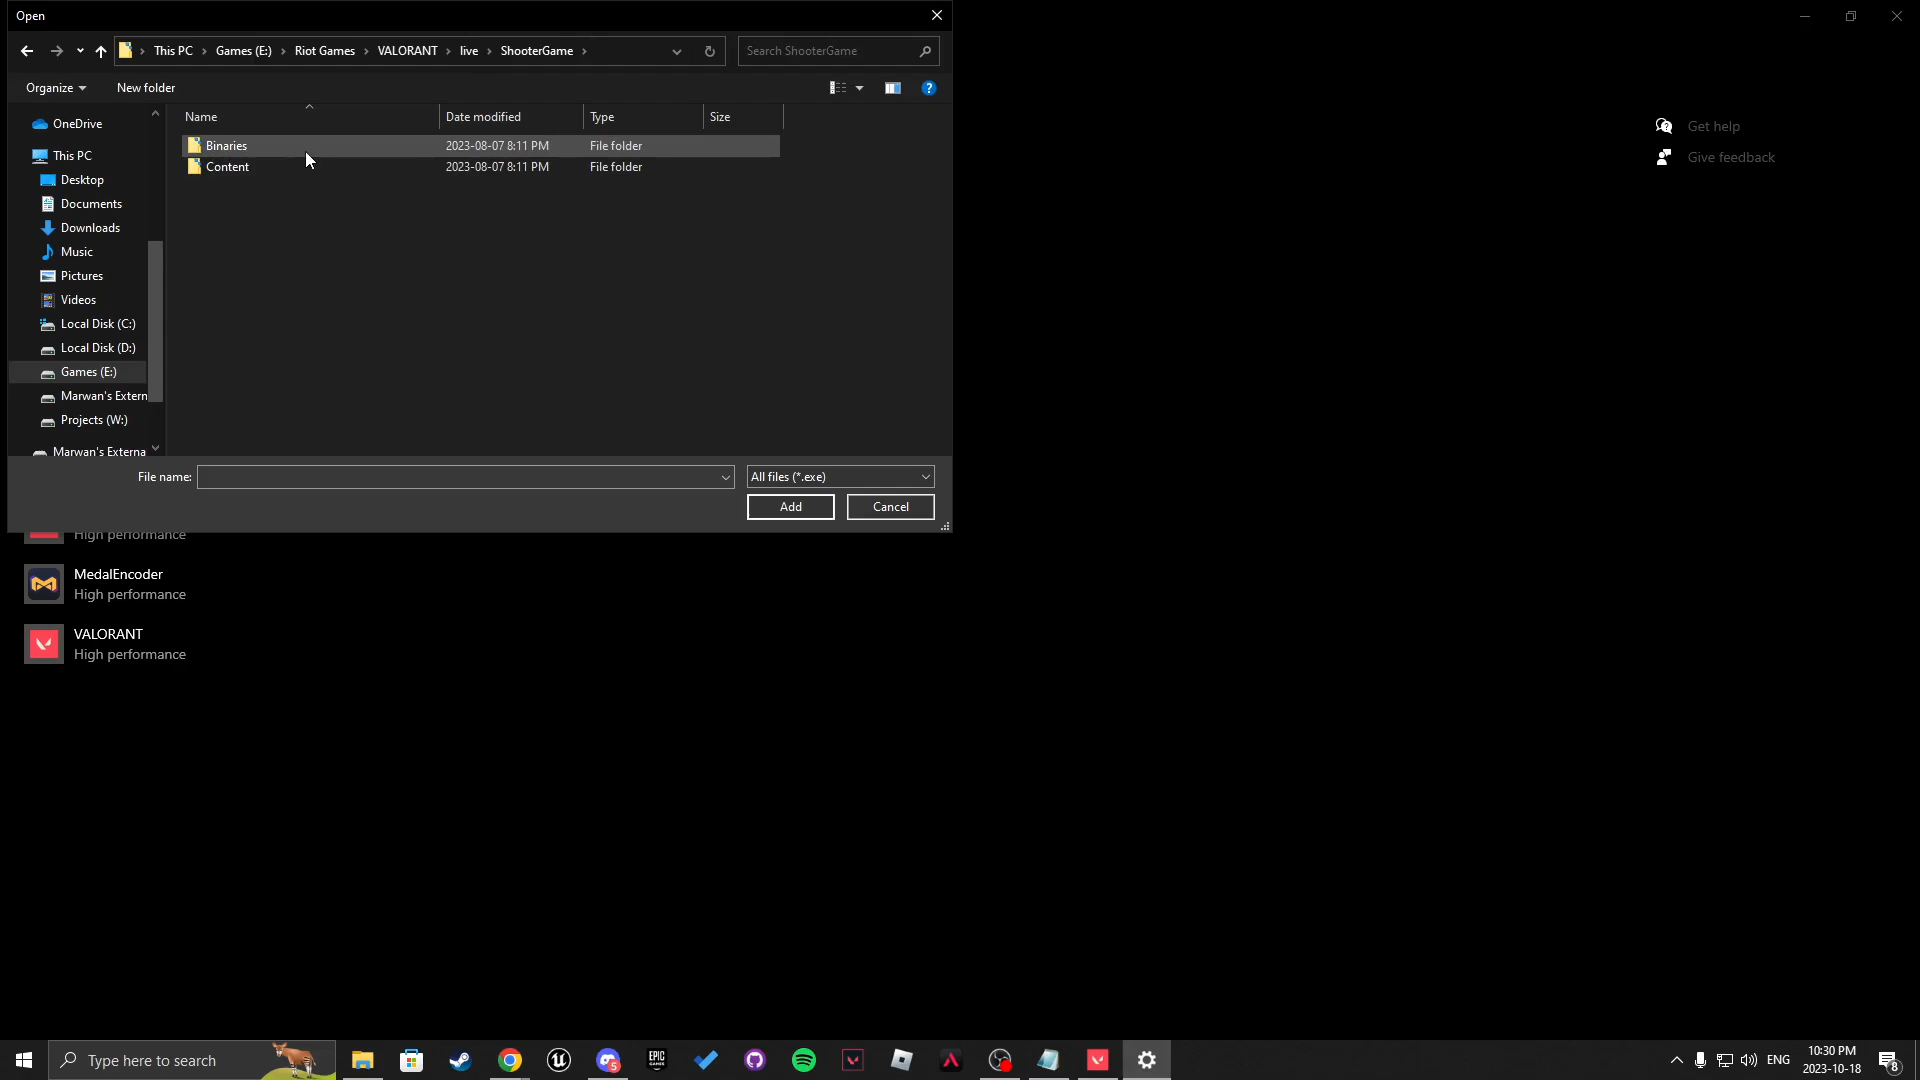 Open
This PC > Games (E:) > Riot Games > VALORANT > live > ShooterGame >
Search ShooterGame
Organize
New folder
Name
Date modified
Type
Size
Binaries
2023-08-07 8:11 PM
File folder
Content
2023-08-07 8:11 PM
File folder
OneDrive
This PC
Desktop
Documents
Downloads
Music
Pictures
Videos
Local Disk (C:)
Local Disk (D:)
Games (E:)
Marwan's Extern
Projects (W:)
Marwan's Externa
File name:
All files (*.exe)
Add
Cancel
Get help
Give feedback
High performance
MedalEncoder
High performance
VALORANT
High performance
Type here to search
EPIC
GAMES
5
ENG
10:30 PM
2023-10-18
8